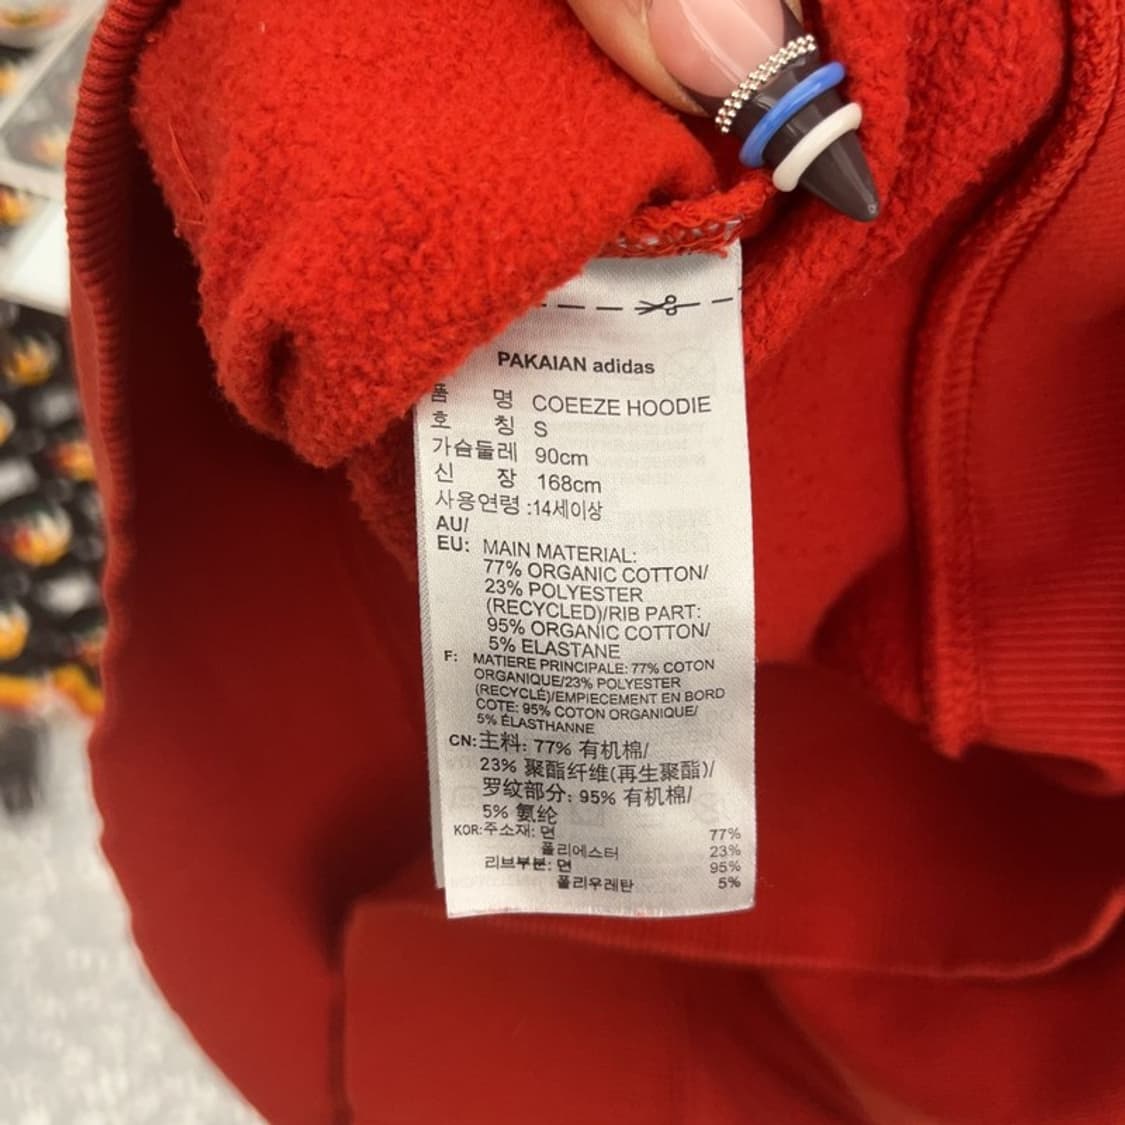 PAKAIAN adidas
품 명 COEEZE HOODIE
호 칭 S
가슴둘레 90cm
신 장 168cm
사용연령 :14세이상
AU/
EU: MAIN MATERIAL:
77% ORGANIC COTTON/
23% POLYESTER
(RECYCLED)/RIB PART:
95% ORGANIC COTTON/
5% ELASTANE
F: MATIERE PRINCIPALE: 77% COTON
ORGANIQUE/23% POLYESTER
(RECYCLÉ)/EMPIECEMENT EN BORD
COTE: 95% COTON ORGANIQUE/
5% ÉLASTHANNE
CN:主料: 77% 有机棉/
23% 聚酯纤维(再生聚酯)/
罗纹部分: 95% 有机棉/
5% 氨纶
KOR:주소재: 면 77%
폴리에스터 23%
리브부분: 면 95%
폴리우레탄 5%